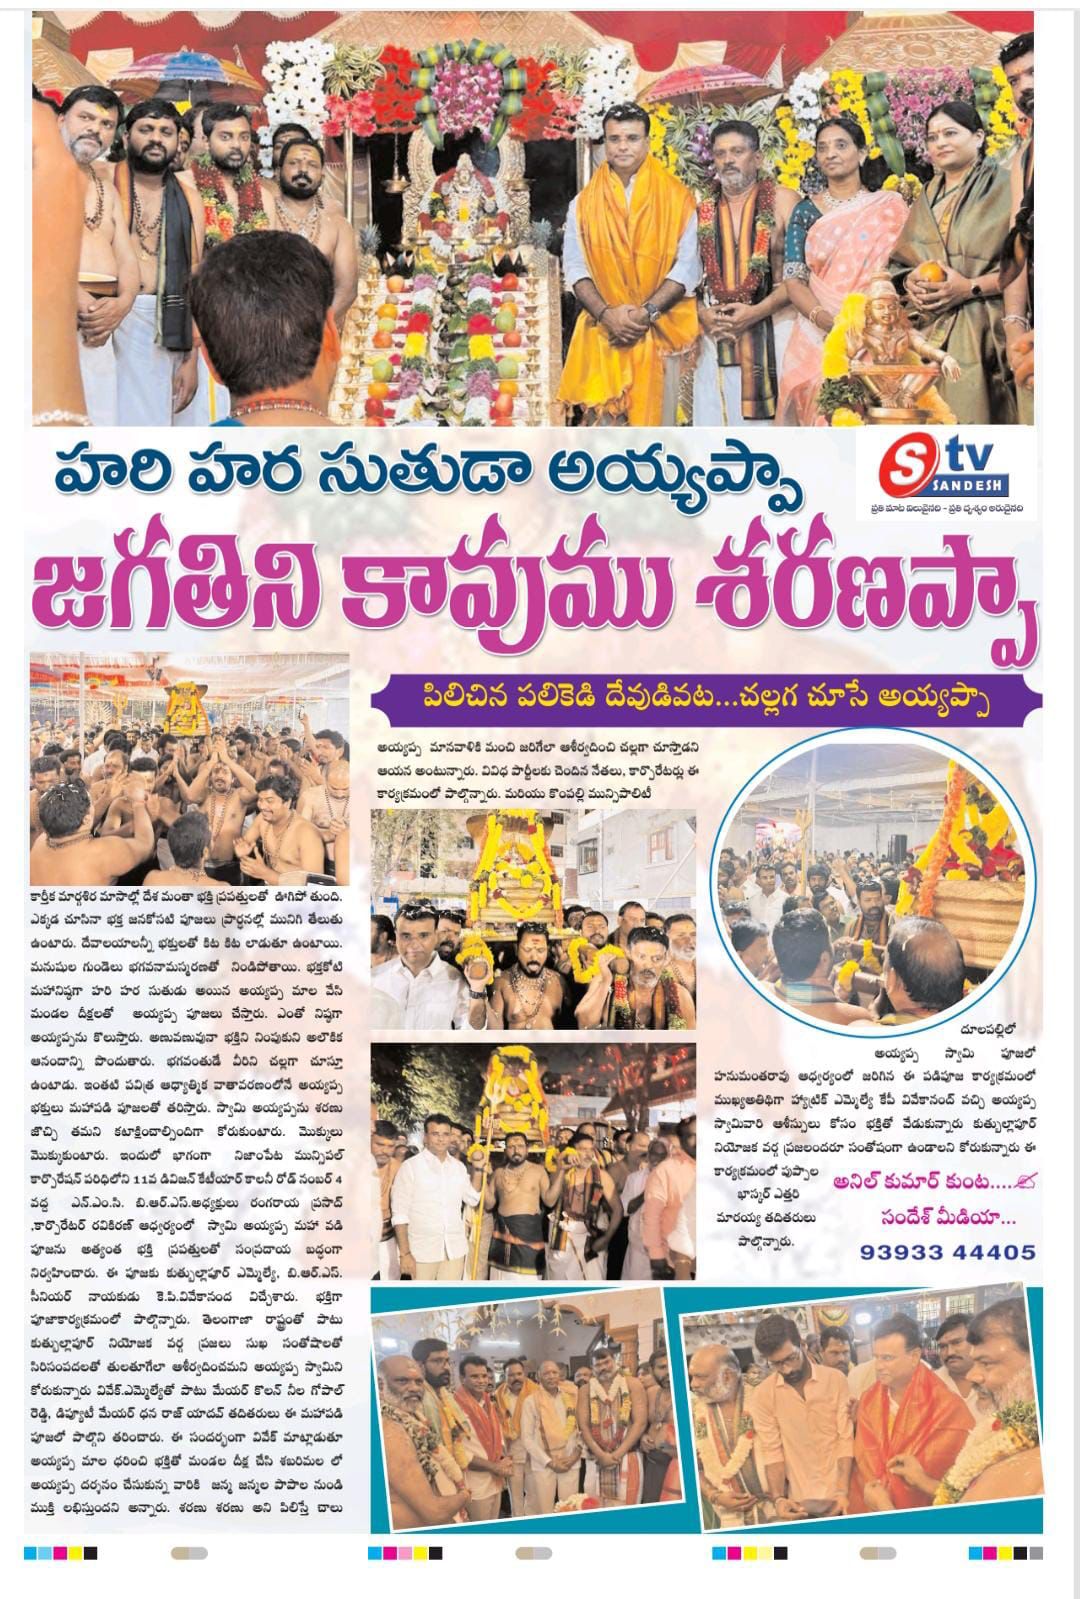 హరి హర సుతుడా అయ్యప్పా
S tv
SANDESH
ప్రతి మాట విలువైనది - ప్రతి దృశ్యం అరుదైనది
జగతిని కావుము శరణప్పా
పిలిచిన పలికెడి దేవుడివట...చల్లగ చూసే అయ్యప్పా
కార్తీక మార్గశిర మాసాల్లో దేశ మంతా భక్తి ప్రపత్తులతో ఊగిపో తుంది.
ఎక్కడ చూసినా భక్త జనకోసటి పూజలు ప్రార్ధనల్లో మునిగి తేలుతు
ఉంటారు. దేవాలయాలన్నీ భక్తులతో కిట కిట లాడుతూ ఉంటాయి.
మనుషుల గుండెలు భగవనామస్మరణతో నిండిపోతాయి. భక్తకోటి
మహానిష్ఠగా హరి హర సుతుడు అయిన అయ్యప్ప మాల వేసి
మండల దీక్షలతో అయ్యప్ప పూజలు చేస్తారు. ఎంతో నిష్ఠగా
అయ్యప్పను కొలుస్తారు. అణువణువునా భక్తిని నింపుకుని అలౌకిక
ఆనందాన్ని పొందుతారు. భగవంతుడే వీరిని చల్లగా చూస్తూ
ఉంటాడు. ఇంతటి పవిత్ర ఆధ్యాత్మిక వాతావరణంలోనే అయ్యప్ప
భక్తులు మహాపడి పూజలతో తరిస్తారు. స్వామి అయ్యప్పను శరణు
జొచ్చి తమని కటాక్షించాల్సిందిగా కోరుకుంటారు. మొక్కులు
మొక్కుకుంటారు. ఇందులో భాగంగా నిజాంపేట మున్సిపల్
కార్పొరేషన్ పరిధిలోని 11వ డివిజన్ కేటీయార్ కాలనీ రోడ్ నంబర్ 4
వద్ద ఎన్.ఎం.సి బి.ఆర్.ఎస్.అధ్యక్షులు రంగరాయ ప్రసాద్
,కార్పొరేటర్ రవికిరణ్ ఆధ్వర్యంలో స్వామి అయ్యప్ప మహా పడి
పూజను అత్యంత భక్తి ప్రపత్తులతో సంప్రదాయ బద్ధంగా
నిర్వహించారు. ఈ పూజకు కుత్బుల్లాపూర్ ఎమ్మెల్యే, బి.ఆర్.ఎస్.
సీనియర్ నాయకుడు కె.పి.వివేకానంద విచ్చేశారు. భక్తిగా
పూజాకార్యక్రమంలో పాల్గొన్నారు. తెలంగాణా రాష్ట్రంతో పాటు
కుత్బుల్లాపూర్ నియోజక వర్గ ప్రజలు సుఖ సంతోషాలతో
సిరిసంపదలతో తులతూగేలా ఆశీర్వదించమని అయ్యప్ప స్వామిని
కోరుకున్నారు వివేక్.ఎమ్మెల్యేతో పాటు మేయర్ కొలన్ నీల గోపాల్
రెడ్డి, డిప్యూటీ మేయర్ ధన రాజ్ యాదవ్ తదితరులు ఈ మహాపడి
పూజలో పాల్గొని తరించారు. ఈ సందర్భంగా వివేక్ మాట్లాడుతూ
అయ్యప్ప మాల ధరించి భక్తితో మండల దీక్ష చేసి శబరిమల లో
అయ్యప్ప దర్శనం చేసుకున్న వారికి జన్మ జన్మల పాపాల నుండి
ముక్తి లభిస్తుందని అన్నారు. శరణు శరణు అని పిలిస్తే చాలు
అయ్యప్ప మానవాళికి మంచి జరిగేలా ఆశీర్వదించి చల్లగా చూస్తాడని
ఆయన అంటున్నారు. వివిధ పార్టీలకు చెందిన నేతలు, కార్పొరేటర్లు ఈ
కార్యక్రమంలో పాల్గొన్నారు. మరియు కొంపల్లి మున్సిపాలిటీ
దూలపల్లిలో
అయ్యప్ప స్వామి పూజలో
హనుమంతరావు ఆధ్వర్యంలో జరిగిన ఈ పడిపూజ కార్యక్రమంలో
ముఖ్యఅతిథిగా హ్యాట్రిక్ ఎమ్మెల్యే కేపీ వివేకానంద్ వచ్చి అయ్యప్ప
స్వామివారి ఆశీస్సులు కోసం భక్తితో వేడుకున్నారు కుత్బుల్లాపూర్
నియోజక వర్గ ప్రజలందరూ సంతోషంగా ఉండాలని కోరుకున్నారు ఈ
కార్యక్రమంలో పుప్పాల
భాస్కర్ ఎత్తరి
మారయ్య తదితరులు
పాల్గొన్నారు.
అనిల్ కుమార్ కుంట....✍
సందేశ్ మీడియా...
93933 44405